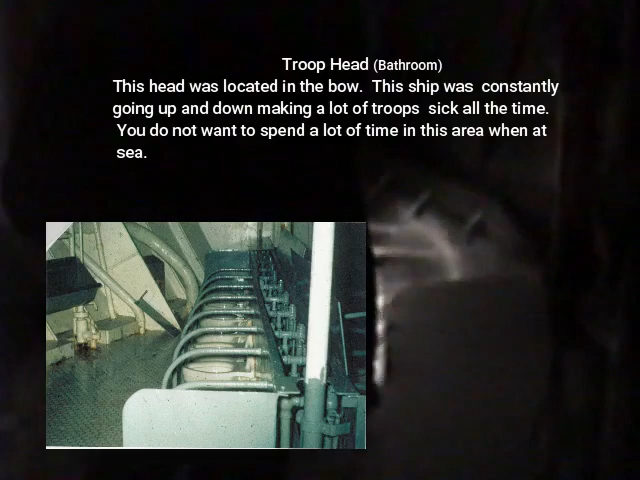 Troop Head (Bathroom)
This head was located in the bow. This ship was constantly
going up and down making a lot of troops sick all the time.
You do not want to spend a lot of time in this area when at
sea.